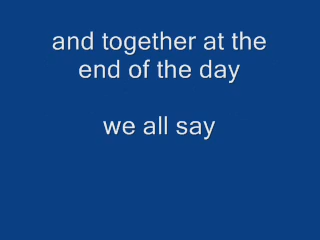 and together at the
end of the day
we all say